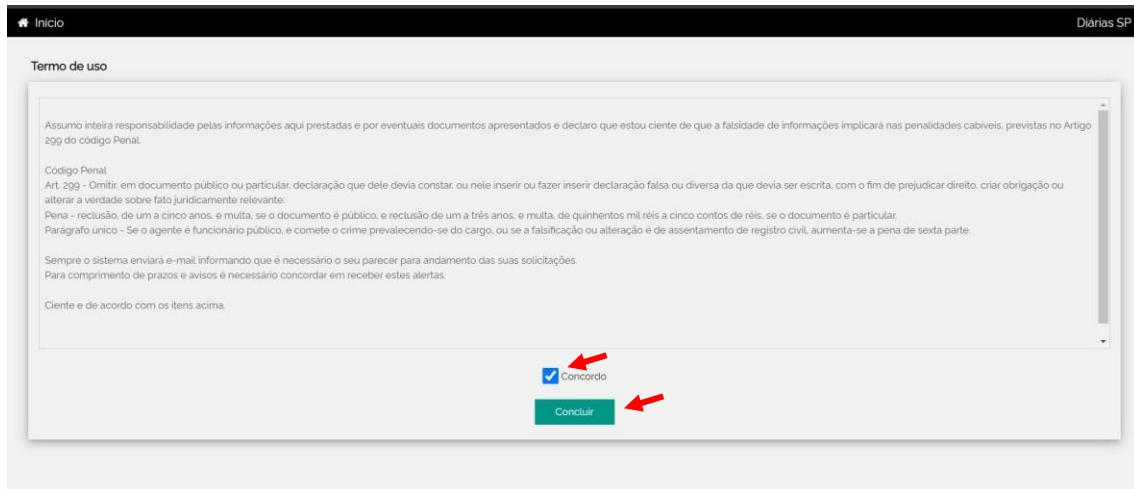 Início
Diárias SP
Termo de uso
Assumo inteira responsabilidade pelas informações aqui prestadas e por eventuais documentos apresentados e declaro que estou ciente de que a falsidade de informações implicará nas penalidades cabíveis, previstas no Artigo
299 do código Penal.
Código Penal
Art. 299 - Omitir, em documento público ou particular, declaração que dele devia constar, ou nele inserir ou fazer inserir declaração falsa ou diversa da que devia ser escrita, com o fim de prejudicar direito, criar obrigação ou
alterar a verdade sobre fato juridicamente relevante:
Pena - reclusão, de um a cinco anos, e multa, se o documento é público, e reclusão de um a três anos, e multa, de quinhentos mil réis a cinco contos de réis, se o documento é particular.
Parágrafo único - Se o agente é funcionário público, e comete o crime prevalecendo-se do cargo, ou se a falsificação ou alteração é de assentamento de registro civil, aumenta-se a pena de sexta parte.
Sempre o sistema enviará e-mail informando que é necessário o seu parecer para andamento das suas solicitações.
Para comprimento de prazos e avisos é necessário concordar em receber estes alertas.
Ciente e de acordo com os itens acima.
Concordo
Concluir